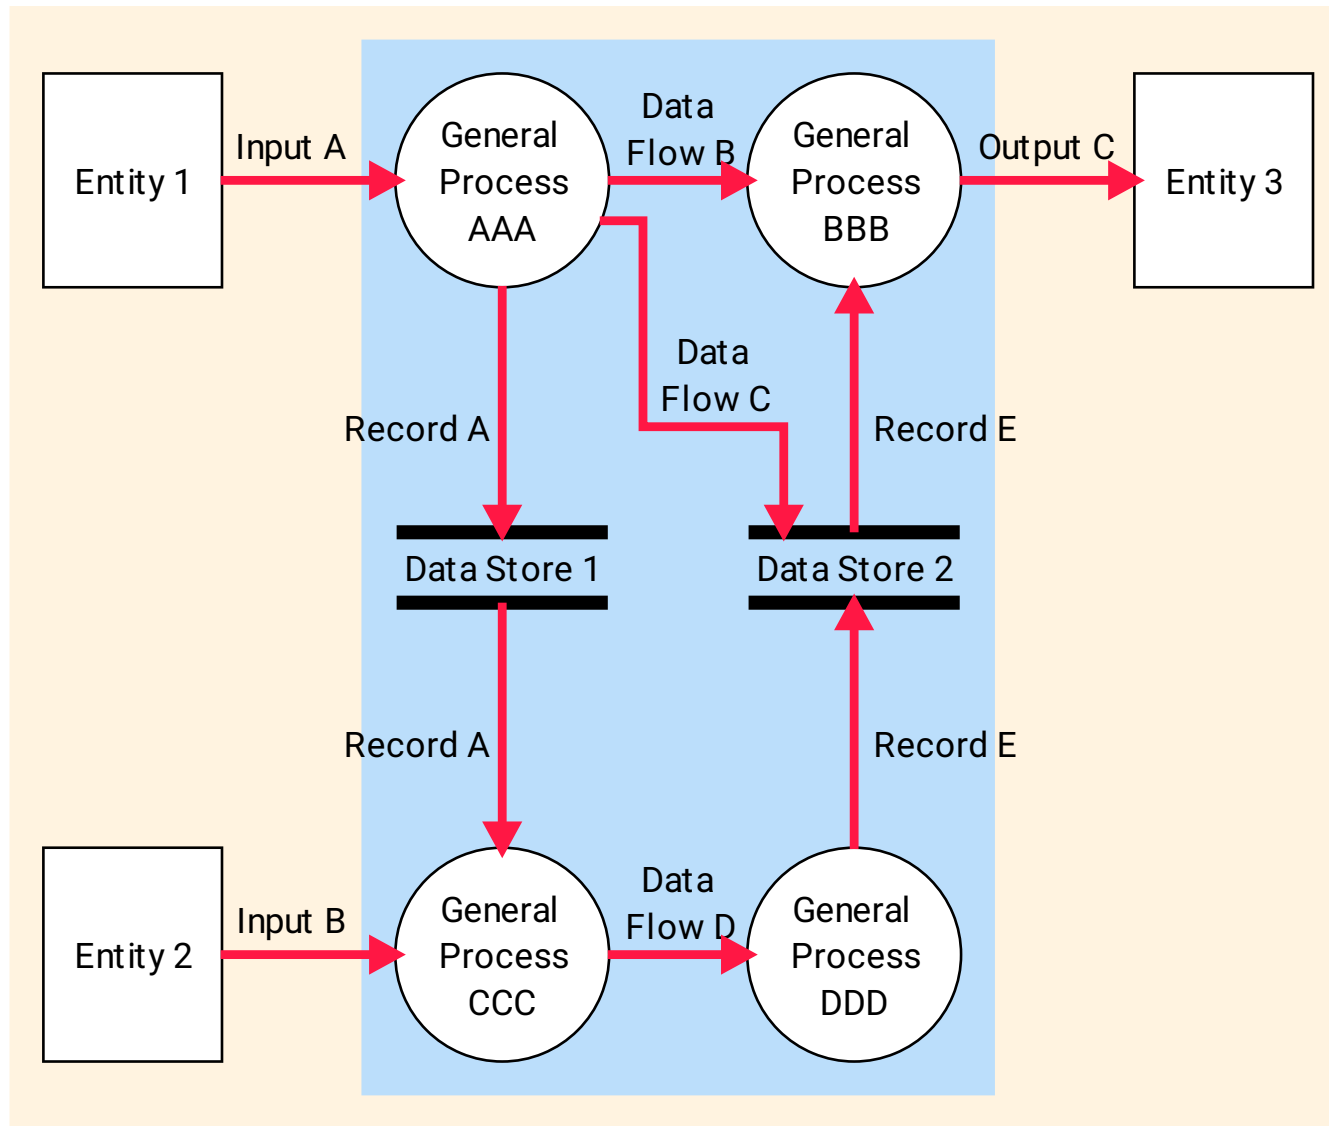 Entity 1
Input A
General
Process
AAA
Data
Flow B
General
Process
BBB
Output C
Entity 3
Data
Flow C
Record A
Record E
Data Store 1
Data Store 2
Record A
Record E
Entity 2
Input B
General
Process
CCC
Data
Flow D
General
Process
DDD